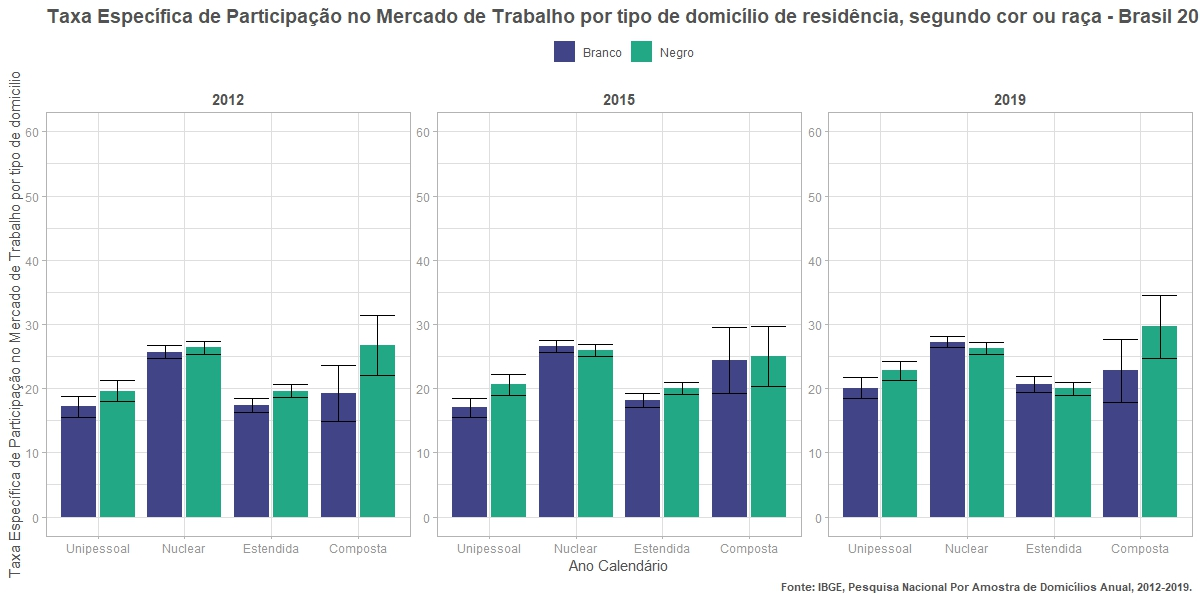 Taxa Específica de Participação no Mercado de Trabalho por tipo de domicílio de residência, segundo cor ou raça - Brasil 20
Branco Negro
Taxa Específica de Participação no Mercado de Trabalho por tipo de domicílio
2012 2015 2019
60 60 60
50 50 50
40 40 40
30 30 30
20 20 20
10 10 10
0 0 0
Unipessoal Nuclear Estendida Composta Unipessoal Nuclear Estendida Composta Unipessoal Nuclear Estendida Composta
Ano Calendário
Fonte: IBGE, Pesquisa Nacional Por Amostra de Domicílios Anual, 2012-2019.